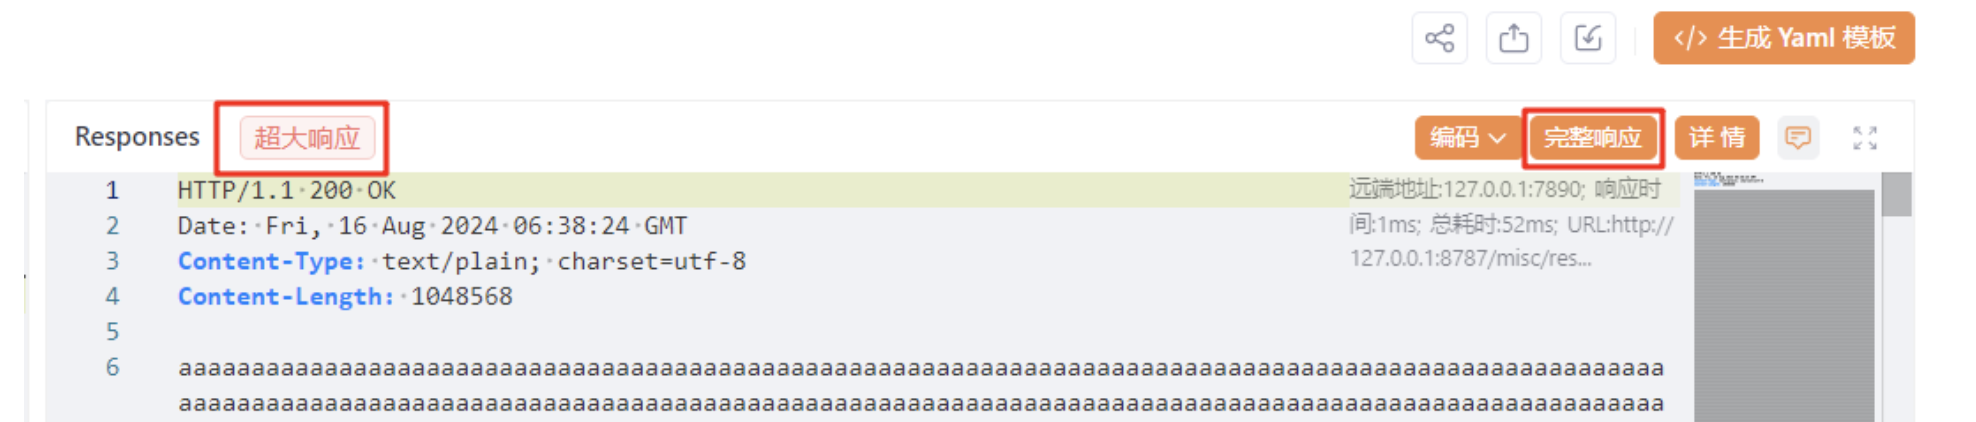 </> 生成 Yaml 模板
Responses 超大响应 编码 完整响应 详 情
1 HTTP/1.1·200·OK
2 Date:·Fri,·16·Aug·2024·06:38:24·GMT
3 Content-Type:·text/plain;·charset=utf-8
4 Content-Length:·1048568
5
6
远端地址:127.0.0.1:7890; 响应时
间:1ms; 总耗时:52ms; URL:http://
127.0.0.1:8787/misc/res...
aaaaaaaaaaaaaaaaaaaaaaaaaaaaaaaaaaaaaaaaaaaaaaaaaaaaaaaaaaaaaaaaaaaaaaaaaaaaaaaaaaaaaaaaaaaaaaaaaaaaaa
aaaaaaaaaaaaaaaaaaaaaaaaaaaaaaaaaaaaaaaaaaaaaaaaaaaaaaaaaaaaaaaaaaaaaaaaaaaaaaaaaaaaaaaaaaaaaaaaaaaaaa